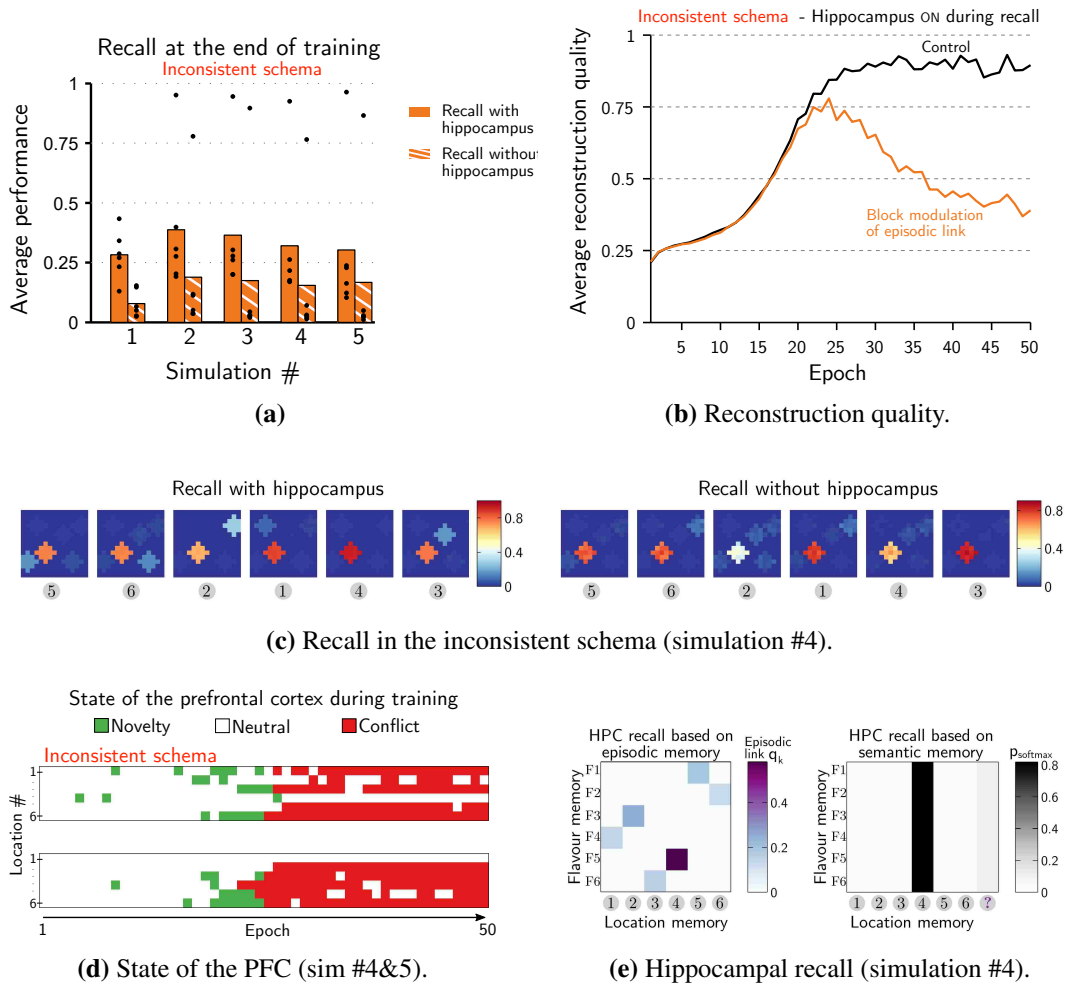 Recall at the end of training
Inconsistent schema
Average performance
1
0.75
0.5
0.25
0
1 2 3 4 5
Simulation #
Recall with
hippocampus
Recall without
hippocampus
(a)
Inconsistent schema - Hippocampus ON during recall
Average reconstruction quality
1
0.75
0.5
0.25
0
Control
Block modulation
of episodic link
5 10 15 20 25 30 35 40 45 50
Epoch
(b) Reconstruction quality.
Recall with hippocampus
5 6 2 1 4 3
0.8
0.4
0
Recall without hippocampus
5 6 2 1 4 3
0.8
0.4
0
(c) Recall in the inconsistent schema (simulation #4).
State of the prefrontal cortex during training
Novelty Neutral Conflict
Inconsistent schema
Location #
1
6
1
6
1 Epoch 50
(d) State of the PFC (sim #4&5).
HPC recall based on
episodic memory
Episodic
link qk
Flavour memory
F1
F2
F3
F4
F5
F6
1 2 3 4 5 6
Location memory
0.4
0.2
0
HPC recall based on
semantic memory
psoftmax
Flavour memory
F1
F2
F3
F4
F5
F6
1 2 3 4 5 6 ?
Location memory
0.8
0.6
0.4
0.2
0
(e) Hippocampal recall (simulation #4).